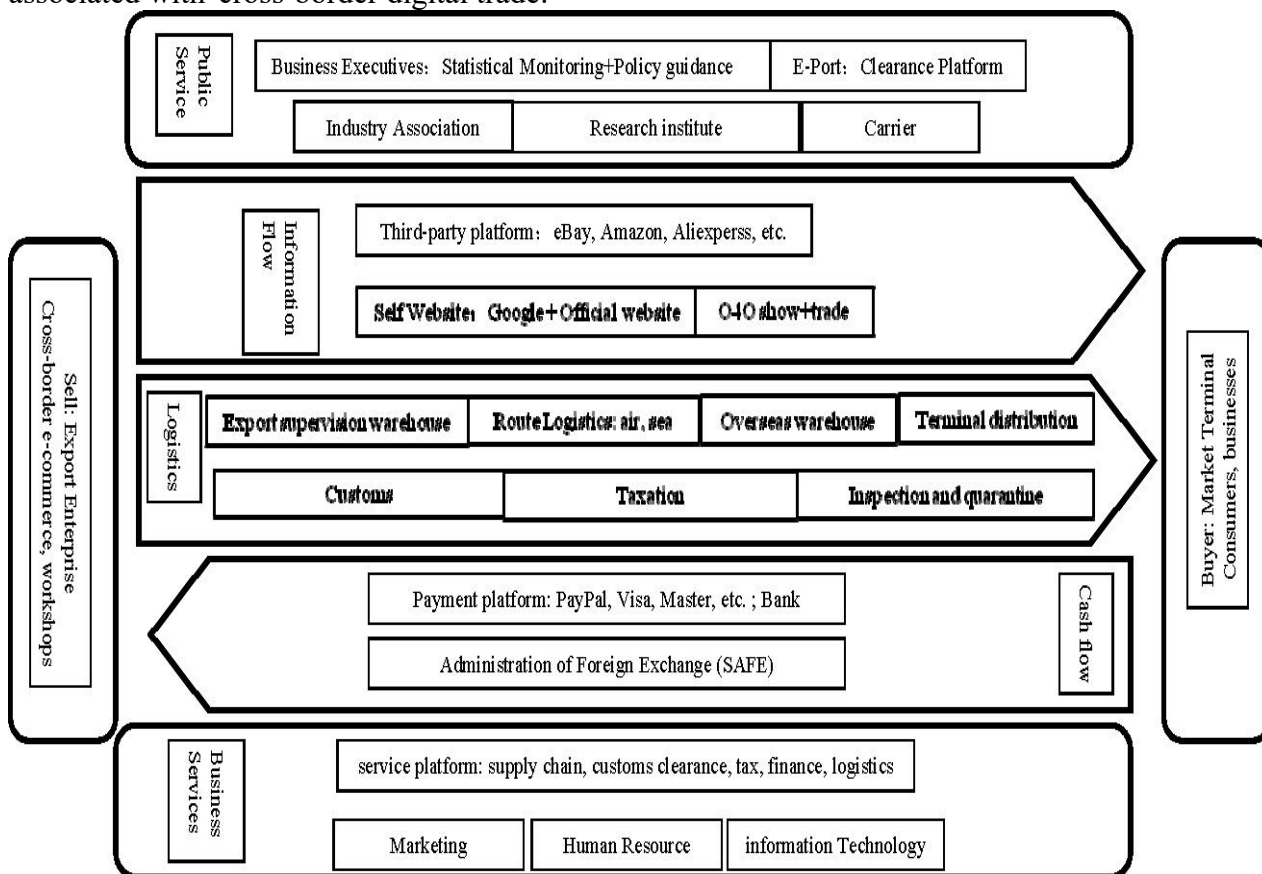 associated with cross-border digital trade.
Public
Service
Business Executives: Statistical Monitoring+Policy guidance
E-Port: Clearance Platform
Industry Association
Research institute
Carrier
Information
Flow
Third-party platform: eBay, Amazon, Aliexperss, etc.
Self Website: Google+ Official website
O4O show+trade
Sell: Export Enterprise
Cross-border e-commerce, workshops
Logistics
Export supervision warehouse
Route Logistics: air, sea
Overseas warehouse
Terminal distribution
Customs
Taxation
Inspection and quarantine
Buyer: Market Terminal
Consumers, businesses
Payment platform: PayPal, Visa, Master, etc. ; Bank
Administration of Foreign Exchange (SAFE)
Cash flow
Business
Services
service platform: supply chain, customs clearance, tax, finance, logistics
Marketing
Human Resource
information Technology